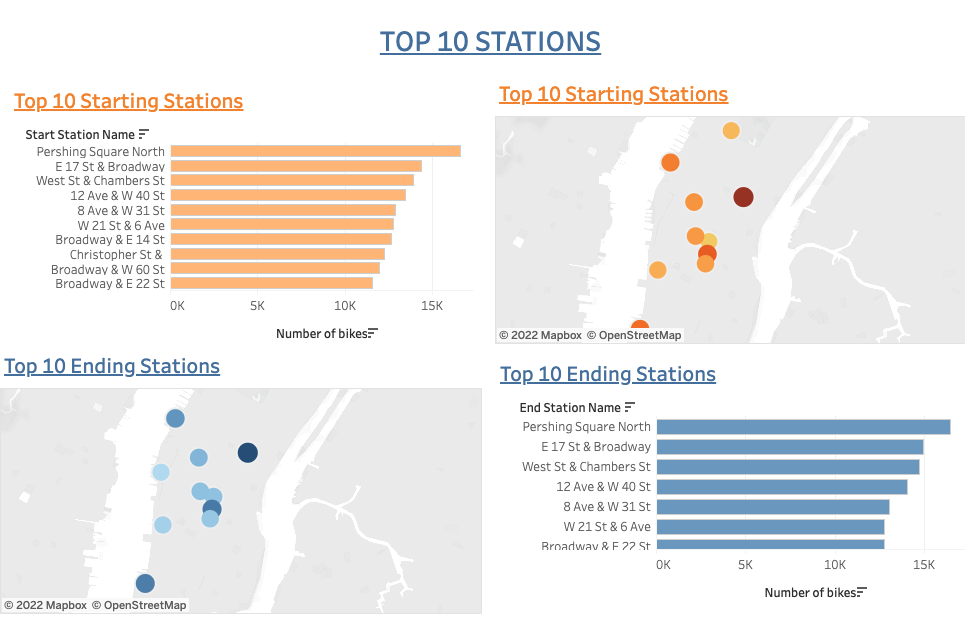 TOP 10 STATIONS
Top 10 Starting Stations
Start Station Name
Pershing Square North
E 17 St & Broadway
West St & Chambers St
12 Ave & W 40 St
8 Ave & W 31 St
W 21 St & 6 Ave
Broadway & E 14 St
Christopher St &
Broadway & W 60 St
Broadway & E 22 St
0K 5K 10K 15K
Number of bikes
Top 10 Starting Stations
© 2022 Mapbox © OpenStreetMap
Top 10 Ending Stations
© 2022 Mapbox © OpenStreetMap
Top 10 Ending Stations
End Station Name
Pershing Square North
E 17 St & Broadway
West St & Chambers St
12 Ave & W 40 St
8 Ave & W 31 St
W 21 St & 6 Ave
Broadway & E 22 St
0K 5K 10K 15K
Number of bikes